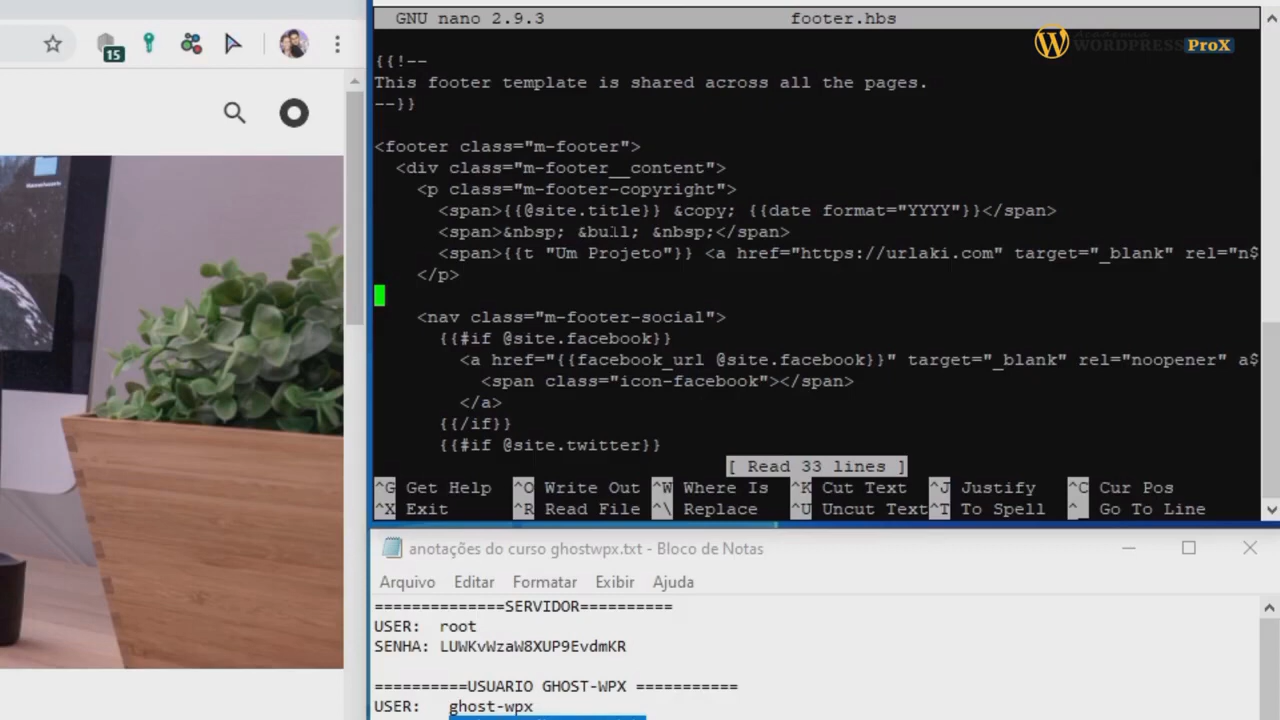 15
GNU nano 2.9.3 footer.hbs
Academia
WORDPRESS ProX
{{!--
This footer template is shared across all the pages.
--}}
<footer class="m-footer">
<div class="m-footer__content">
<p class="m-footer-copyright">
<span>{{@site.title}} &copy; {{date format="YYYY"}}</span>
<span>&nbsp; &bull; &nbsp;</span>
<span>{{t "Um Projeto"}} <a href="https://urlaki.com" target="_blank" rel="n$
</p>
<nav class="m-footer-social">
{{#if @site.facebook}}
<a href="{{facebook_url @site.facebook}}" target="_blank" rel="noopener" a$
<span class="icon-facebook"></span>
</a>
{{/if}}
{{#if @site.twitter}}
[ Read 33 lines ]
^G Get Help ^O Write Out ^W Where Is ^K Cut Text ^J Justify ^C Cur Pos
^X Exit ^R Read File ^\ Replace ^U Uncut Text ^T To Spell ^_ Go To Line
anotações do curso ghostwpx.txt - Bloco de Notas
Arquivo Editar Formatar Exibir Ajuda
==============SERVIDOR==========
USER: root
SENHA: LUWKvWzaW8XUP9EvdmKR
==========USUARIO GHOST-WPX ===========
USER: ghost-wpx